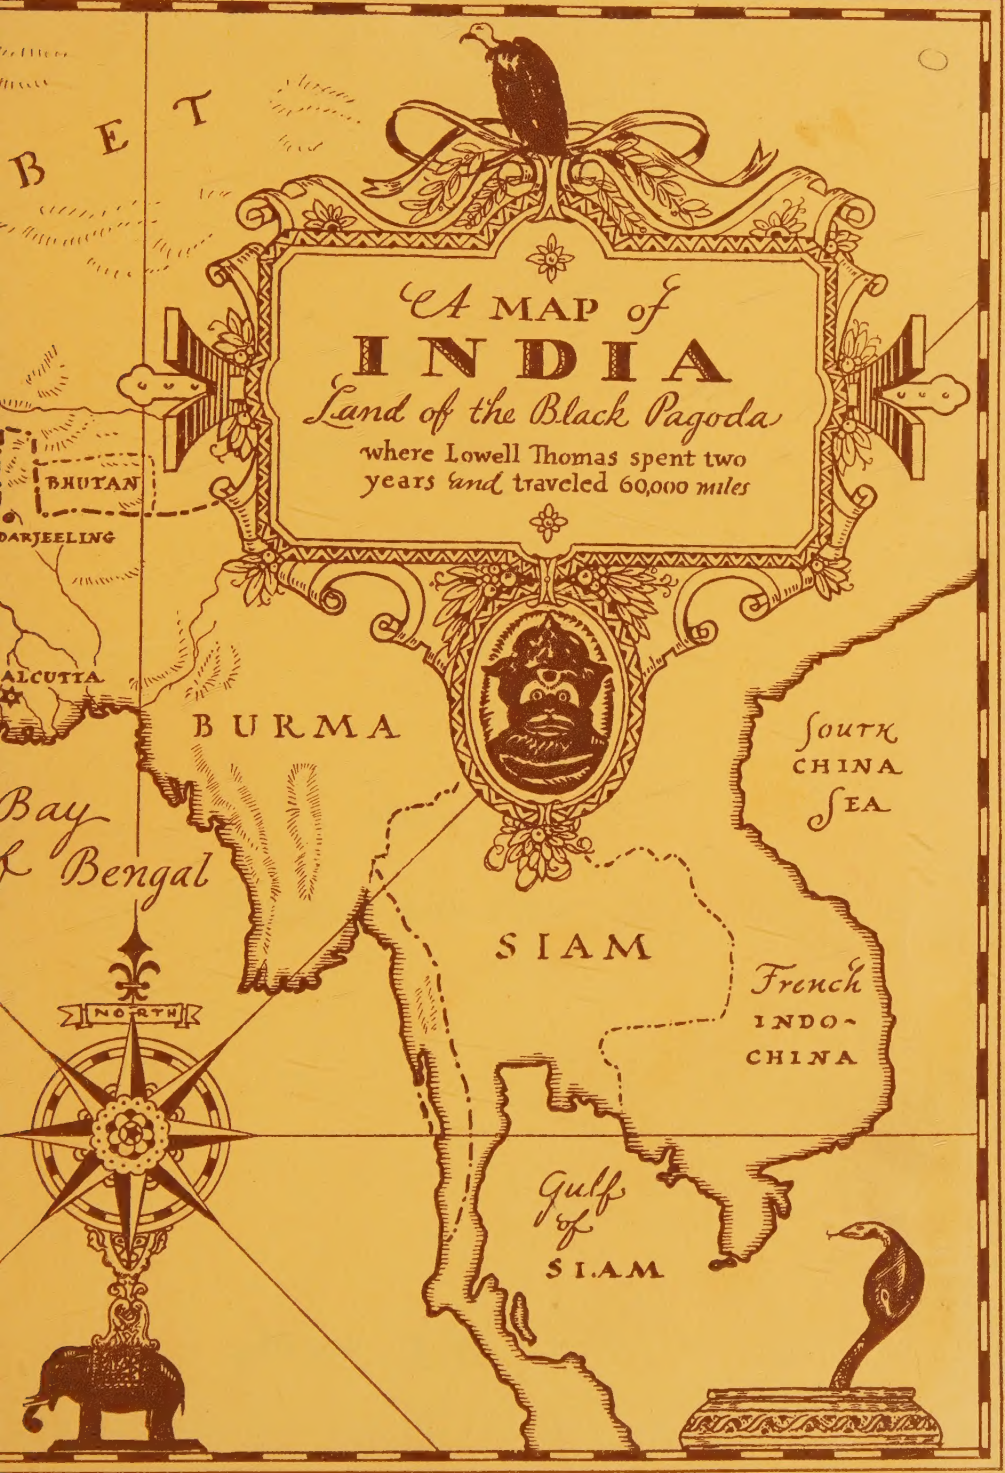 BET
A MAP of
INDIA
Land of the Black Pagoda
where Lowell Thomas spent two
years and traveled 60,000 miles
BHUTAN
DARJEELING
ALCUTTA
BURMA
SOUTH
CHINA
SEA
Bay
f Bengal
SIAM
French
INDO-
CHINA
NORTH
Gulf
of
SIAM